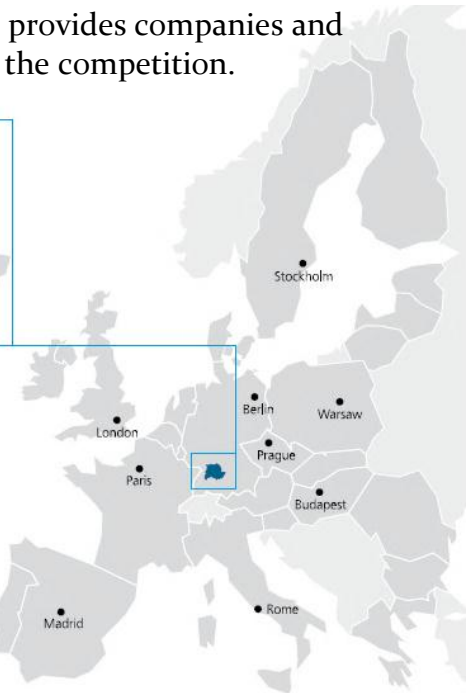 provides companies and
the competition.
Stockholm
Berlin
Warsaw
London
Prague
Paris
Budapest
Rome
Madrid